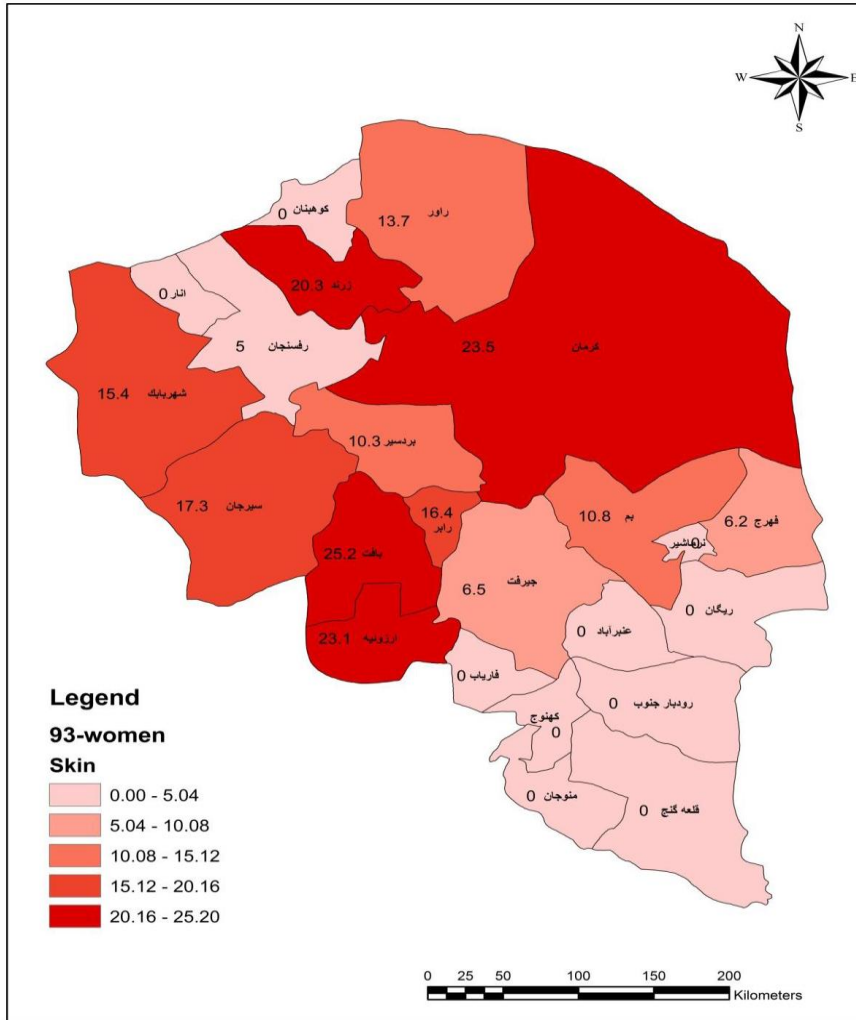 N
W E
S
راور
13.7
کوهبنان
0
زرند
20.3
انار
0
رفسنجان
5
کرمان
23.5
شهربابک
15.4
بردسیر
10.3
سیرجان
17.3
16.4
رابر
بم
10.8
فهرج
6.2
نرماشیر
0
بافت
25.2
جیرفت
6.5
ریگان
0
عنبرآباد
0
ارزوئیه
23.1
فاریاب
0
رودبار جنوب
0
کهنوج
0
منوجان
0
قلعه گنج
0
Legend
93-women
Skin
0.00 - 5.04
5.04 - 10.08
10.08 - 15.12
15.12 - 20.16
20.16 - 25.20
0 25 50 100 150 200
Kilometers